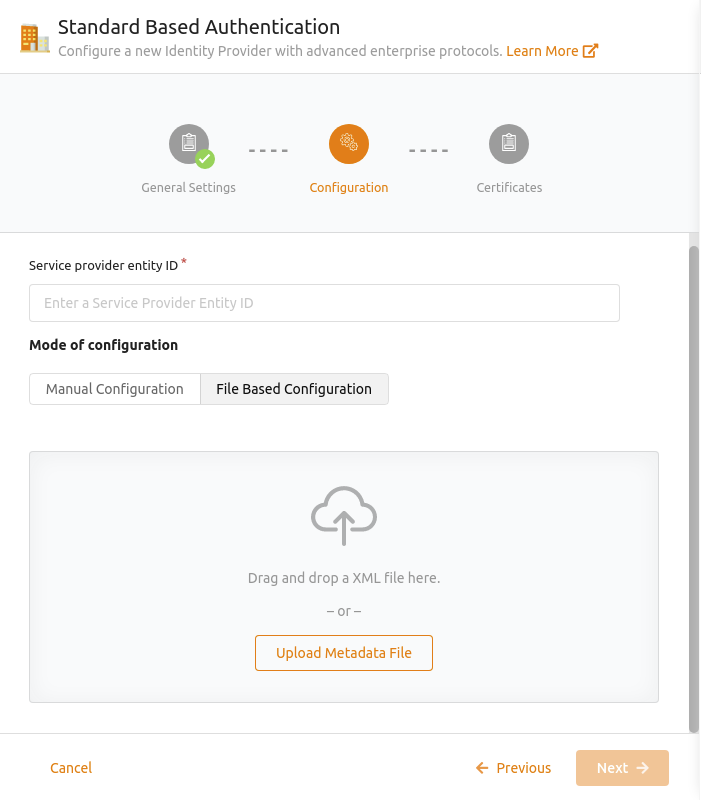 Standard Based Authentication
Configure a new Identity Provider with advanced enterprise protocols. Learn More
General Settings
Configuration
Certificates
Service provider entity ID *
Enter a Service Provider Entity ID
Mode of configuration
Manual Configuration
File Based Configuration
Drag and drop a XML file here.
– or –
Upload Metadata File
Cancel
Previous
Next